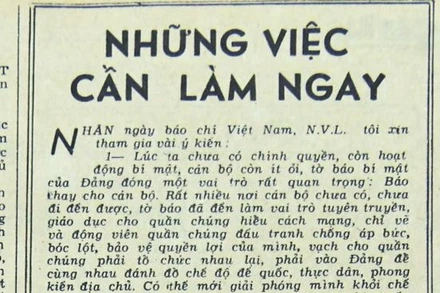 NHỮNG VIỆC
CẦN LÀM NGAY
NHÂN ngày báo chí Việt Nam, N.V.L. tôi xin
tham gia vài ý kiến:
1— Lúc ta chưa có chính quyền, còn hoạt
động bí mật, cán bộ còn ít ỏi, tờ báo bí mật
của Đảng đóng một vai trò rất quan trọng: Báo
thay cho cán bộ. Rất nhiều nơi cán bộ chưa có, chưa
đi đến được, tờ báo đã đến làm vai trò tuyên truyền,
giáo dục cho quần chúng hiểu cách mạng, chỉ vẽ
và động viên quần chúng đấu tranh chống áp bức,
bóc lột, bảo vệ quyền lợi của mình, vạch cho quần
chúng phải tổ chức nhau lại, phải vào Đảng để
cùng nhau đánh đổ chế độ đế quốc, thực dân, phong
kiến địa chủ. Có thế mới giải phóng mình khỏi chế